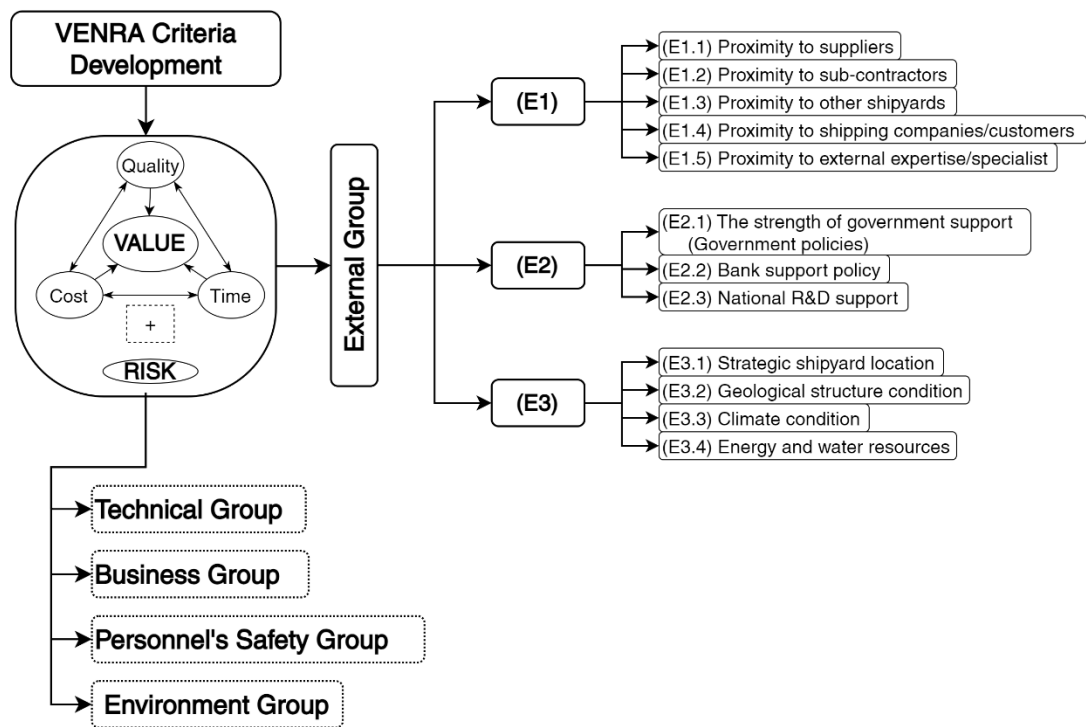 VENRA Criteria
Development
Quality
VALUE
Cost
Time
+
RISK
External Group
(E1)
(E1.1) Proximity to suppliers
(E1.2) Proximity to sub-contractors
(E1.3) Proximity to other shipyards
(E1.4) Proximity to shipping companies/customers
(E1.5) Proximity to external expertise/specialist
(E2)
(E2.1) The strength of government support
(Government policies)
(E2.2) Bank support policy
(E2.3) National R&D support
(E3)
(E3.1) Strategic shipyard location
(E3.2) Geological structure condition
(E3.3) Climate condition
(E3.4) Energy and water resources
Technical Group
Business Group
Personnel's Safety Group
Environment Group